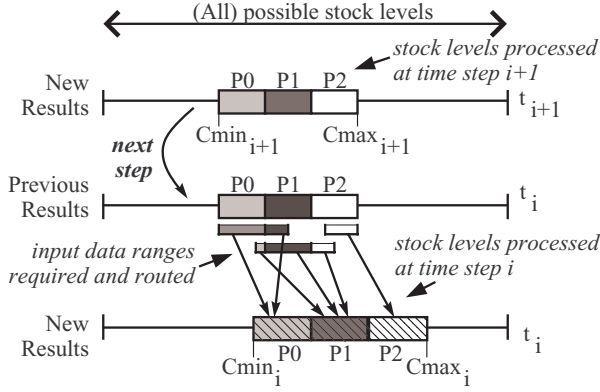 (All) possible stock levels
stock levels processed
at time step i+1
P0 P1 P2
New
Results
t i+1
Cmin i+1 Cmax i+1
next
step
Previous
Results
P0 P1 P2
t i
input data ranges
required and routed
stock levels processed
at time step i
New
Results
t i
Cmin i P0 P1 P2 Cmax i